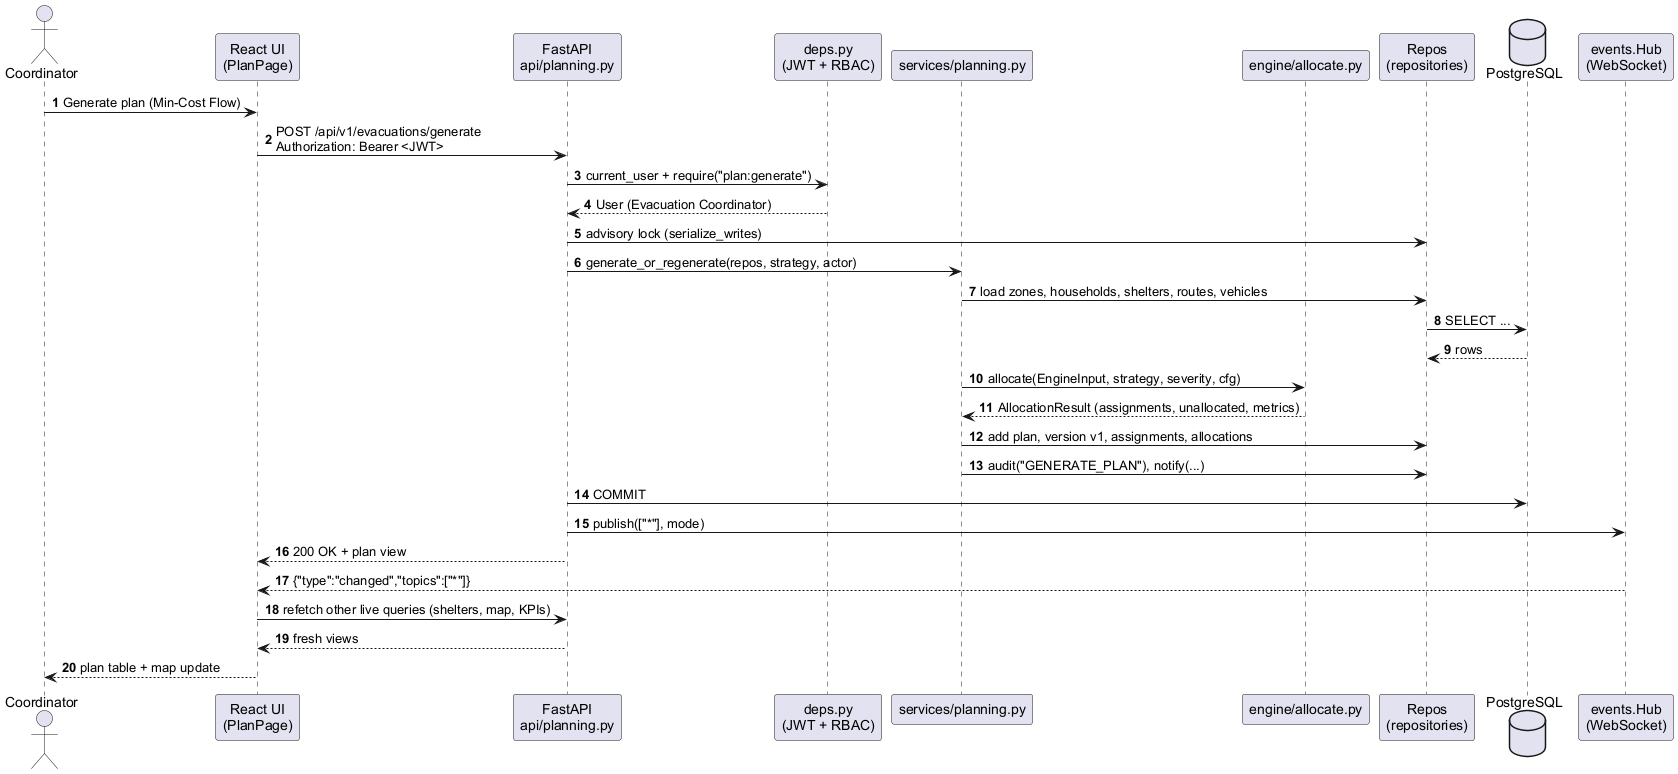 Coordinator
React UI
(PlanPage)
FastAPI
api/planning.py
deps.py
(JWT + RBAC)
services/planning.py
engine/allocate.py
Repos
(repositories)
PostgreSQL
events.Hub
(WebSocket)
1 Generate plan (Min-Cost Flow)
2 POST /api/v1/evacuations/generate
Authorization: Bearer <JWT>
3 current_user + require("plan:generate")
4 User (Evacuation Coordinator)
5 advisory lock (serialize_writes)
6 generate_or_regenerate(repos, strategy, actor)
7 load zones, households, shelters, routes, vehicles
8 SELECT ...
9 rows
10 allocate(EngineInput, strategy, severity, cfg)
11 AllocationResult (assignments, unallocated, metrics)
12 add plan, version v1, assignments, allocations
13 audit("GENERATE_PLAN"), notify(...)
14 COMMIT
15 publish(["*"], mode)
16 200 OK + plan view
17 {"type":"changed","topics":["*"]}
18 refetch other live queries (shelters, map, KPIs)
19 fresh views
20 plan table + map update
Coordinator
React UI
(PlanPage)
FastAPI
api/planning.py
deps.py
(JWT + RBAC)
services/planning.py
engine/allocate.py
Repos
(repositories)
PostgreSQL
events.Hub
(WebSocket)